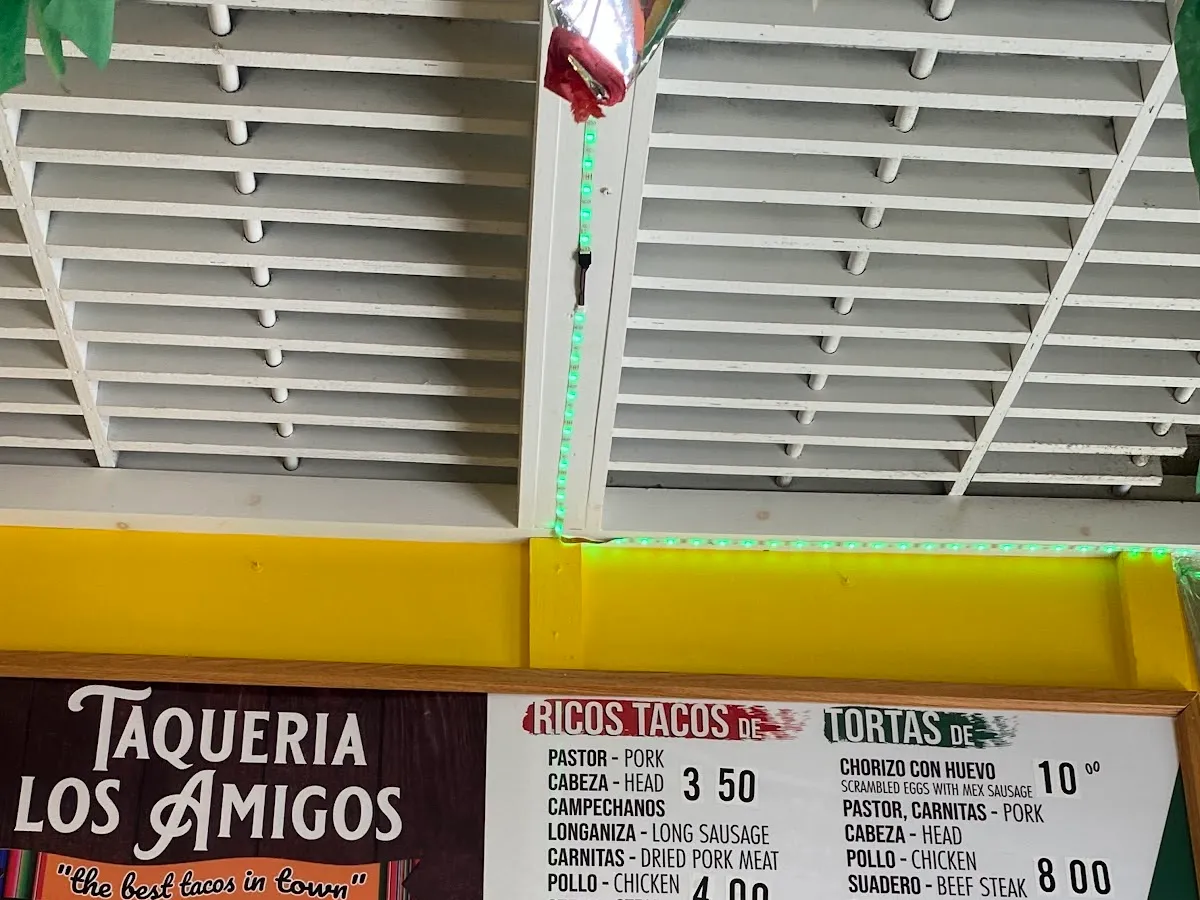 TAQUERIA
LOS AMIGOS
"the best tacos in town"
RICOS TACOS DE
PASTOR - PORK
CABEZA - HEAD 3 50
CAMPECHANOS
LONGANIZA - LONG SAUSAGE
CARNITAS - DRIED PORK MEAT
POLLO - CHICKEN 4 00
TORTAS DE
CHORIZO CON HUEVO
SCRAMBLED EGGS WITH MEX SAUSAGE 10 00
PASTOR, CARNITAS - PORK
CABEZA - HEAD
POLLO - CHICKEN
SUADERO - BEEF STEAK 8 00